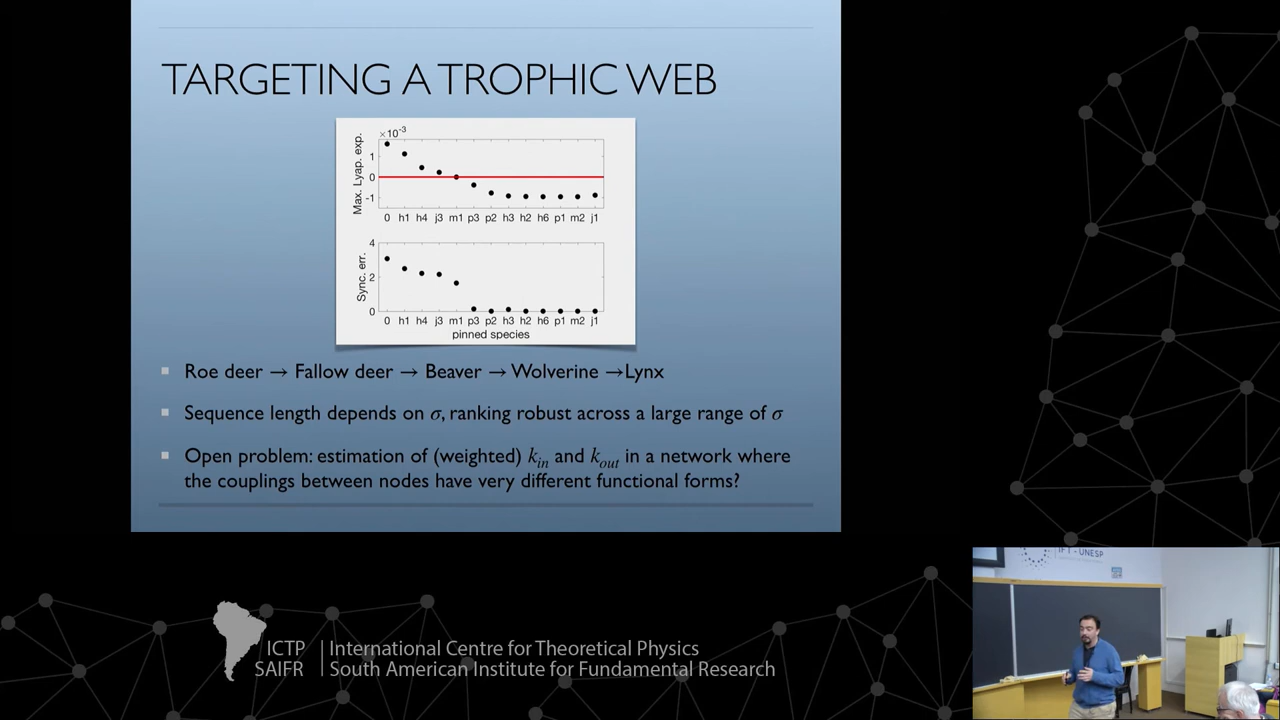 TARGETING A TROPHIC WEB
×10⁻³
Max. Lyap. exp.
1
0
-1
0 h1 h4 j3 m1 p3 p2 h3 h2 h6 p1 m2 j1
Sync. err.
4
2
0
0 h1 h4 j3 m1 p3 p2 h3 h2 h6 p1 m2 j1
pinned species
Roe deer → Fallow deer → Beaver → Wolverine →Lynx
Sequence length depends on σ, ranking robust across a large range of σ
Open problem: estimation of (weighted) k_in and k_out in a network where
the couplings between nodes have very different functional forms?
IFT - UNESP
ICTP | International Centre for Theoretical Physics
SAIFR | South American Institute for Fundamental Research